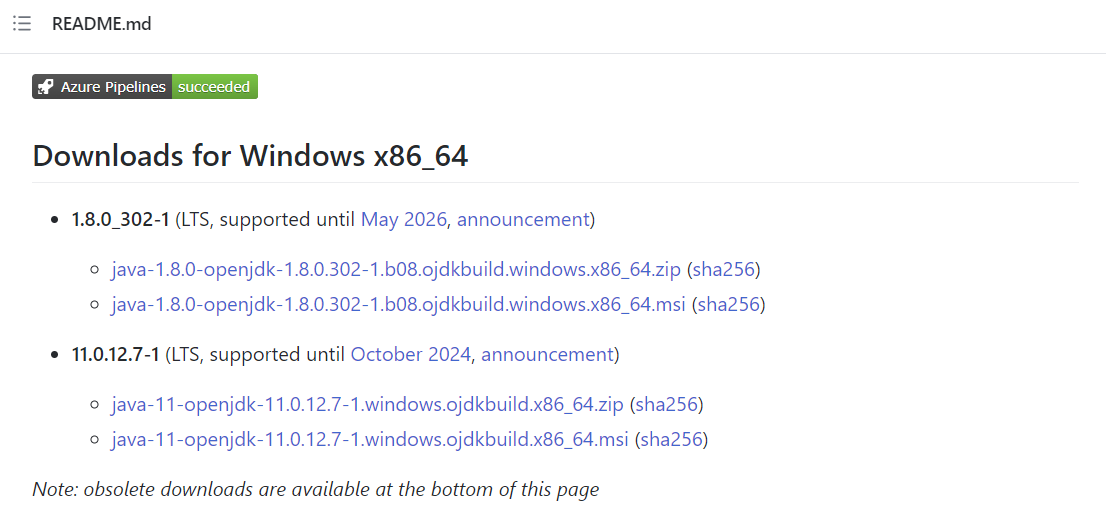 README.md
Azure Pipelines succeeded
Downloads for Windows x86_64
1.8.0_302-1 (LTS, supported until May 2026, announcement)
java-1.8.0-openjdk-1.8.0.302-1.b08.ojdkbuild.windows.x86_64.zip (sha256)
java-1.8.0-openjdk-1.8.0.302-1.b08.ojdkbuild.windows.x86_64.msi (sha256)
11.0.12.7-1 (LTS, supported until October 2024, announcement)
java-11-openjdk-11.0.12.7-1.windows.ojdkbuild.x86_64.zip (sha256)
java-11-openjdk-11.0.12.7-1.windows.ojdkbuild.x86_64.msi (sha256)
Note: obsolete downloads are available at the bottom of this page